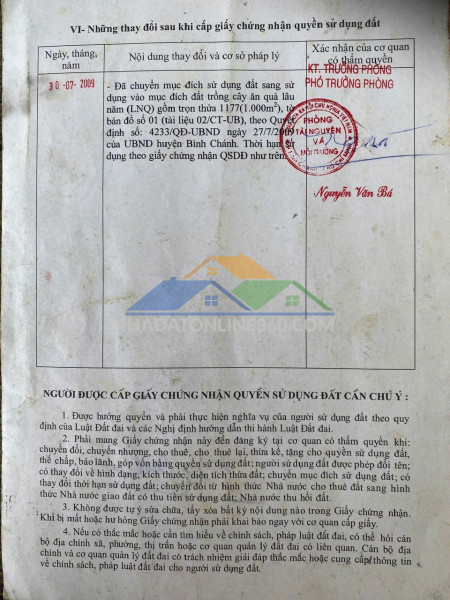 VI- Những thay đổi sau khi cấp giấy chứng nhận quyền sử dụng đất
Ngày, tháng, năm
Nội dung thay đổi và cơ sở pháp lý
Xác nhận của cơ quan có thẩm quyền
30-07-2009
- Đã chuyển mục đích sử dụng đất sang sử
dụng vào mục đích đất trồng cây ăn quả lâu
năm (LNQ) gồm trọn thửa 1177(1.000m²), tờ
bản đồ số 01 (tài liệu 02/CT-UB), theo Quyết
định số: 4233/QĐ-UBND ngày 27/7/2009
của UBND huyện Bình Chánh. Thời hạn sử
dụng theo giấy chứng nhận QSDĐ như trên.
KT. TRƯỞNG PHÒNG
PHÓ TRƯỞNG PHÒNG
PHÒNG
TÀI NGUYÊN
VÀ
MÔI TRƯỜNG
Nguyễn Văn Bá
NHADATONLINE360.COM
NGƯỜI ĐƯỢC CẤP GIẤY CHỨNG NHẬN QUYỀN SỬ DỤNG ĐẤT CẦN CHÚ Ý :
1. Được hưởng quyền và phải thực hiện nghĩa vụ của người sử dụng đất theo quy
định của Luật Đất đai và các Nghị định hướng dẫn thi hành Luật Đất đai.
2. Phải mang Giấy chứng nhận này đến đăng ký tại cơ quan có thẩm quyền khi:
chuyển đổi, chuyển nhượng, cho thuê, cho thuê lại, thừa kế, tặng cho quyền sử dụng đất,
thế chấp, bảo lãnh, góp vốn bằng quyền sử dụng đất; người sử dụng đất được phép đổi tên;
có thay đổi về hình dạng, kích thước, diện tích thửa đất; chuyển mục đích sử dụng đất; có
thay đổi thời hạn sử dụng đất; chuyển đổi từ hình thức Nhà nước cho thuê đất sang hình
thức Nhà nước giao đất có thu tiền sử dụng đất; Nhà nước thu hồi đất.
3. Không được tự ý sửa chữa, tẩy xóa bất kỳ nội dung nào trong Giấy chứng nhận.
Khi bị mất hoặc hư hỏng Giấy chứng nhận phải khai báo ngay với cơ quan cấp giấy.
4. Nếu có thắc mắc hoặc cần tìm hiểu về chính sách, pháp luật đất đai, có thể hỏi cán
bộ địa chính xã, phường, thị trấn hoặc cơ quan quản lý đất đai có liên quan. Cán bộ địa
chính và cơ quan quản lý đất đai có trách nhiệm giải đáp thắc mắc hoặc cung cấp thông tin
về chính sách, pháp luật đất đai cho người sử dụng đất.